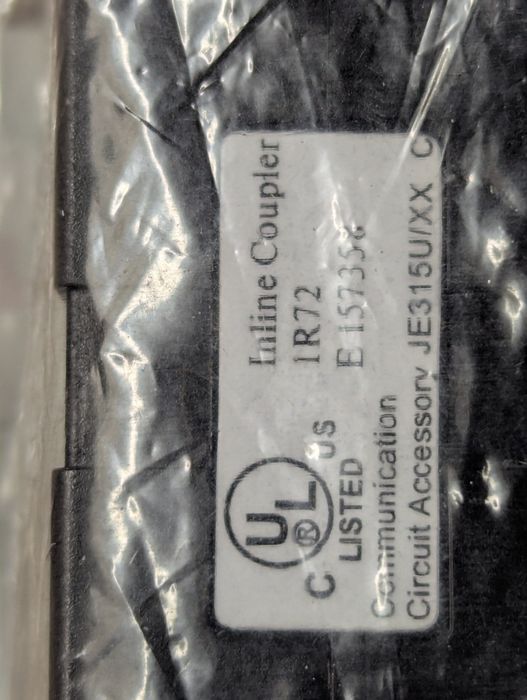 Inline Coupler
1R72
E 157356
UL ®
C US
LISTED
Communication
Circuit Accessory JE315U/XX C